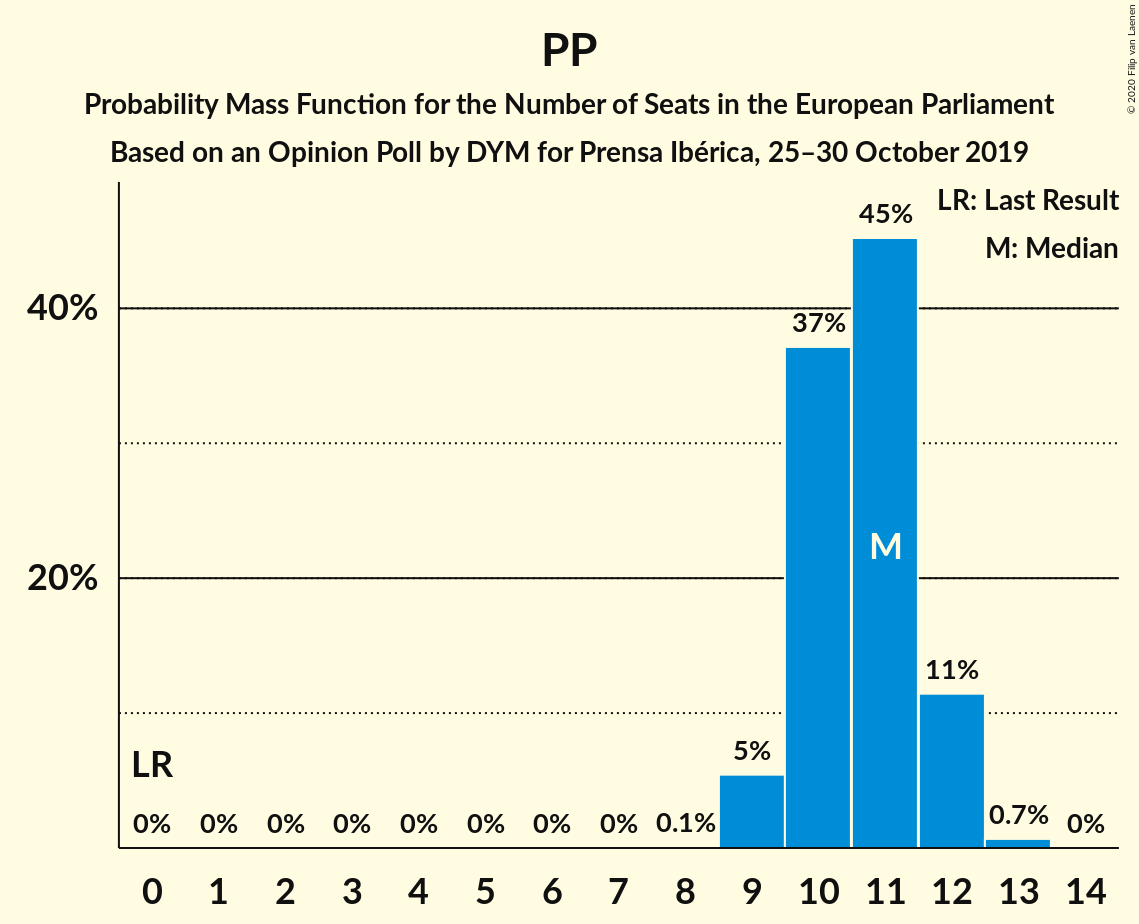 PP
Probability Mass Function for the Number of Seats in the European Parliament
Based on an Opinion Poll by DYM for Prensa Ibérica, 25–30 October 2019
© 2020 Filip van Laenen
LR: Last Result
M: Median
45%
40%
37%
M
20%
11%
LR
5%
0% 0% 0% 0% 0% 0% 0% 0% 0.1% 0.7% 0%
0 1 2 3 4 5 6 7 8 9 10 11 12 13 14